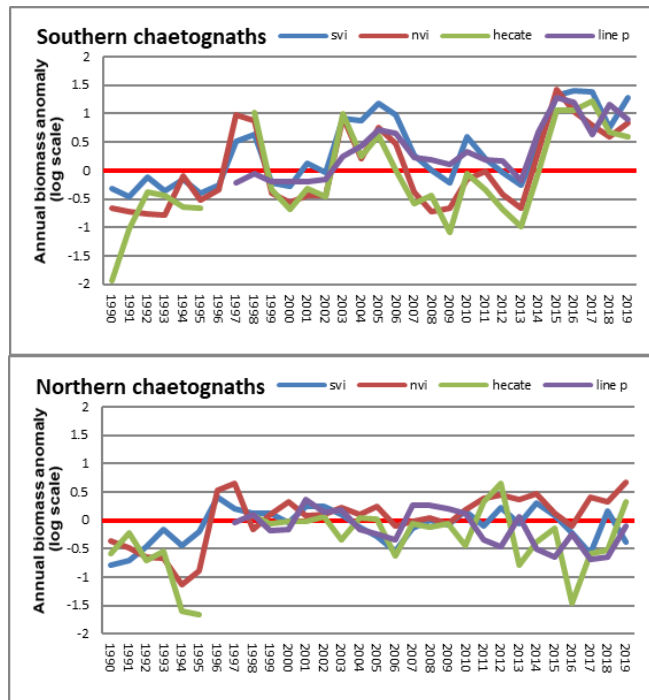 Southern chaetognaths svi nvi hecate line p
Annual biomass anomaly
(log scale)
2
1.5
1
0.5
0
-0.5
-1
-1.5
-2
1990 1991 1992 1993 1994 1995 1996 1997 1998 1999 2000 2001 2002 2003 2004 2005 2006 2007 2008 2009 2010 2011 2012 2013 2014 2015 2016 2017 2018 2019
Northern chaetognaths svi nvi hecate line p
Annual biomass anomaly
(log scale)
2
1.5
1
0.5
0
-0.5
-1
-1.5
-2
1990 1991 1992 1993 1994 1995 1996 1997 1998 1999 2000 2001 2002 2003 2004 2005 2006 2007 2008 2009 2010 2011 2012 2013 2014 2015 2016 2017 2018 2019